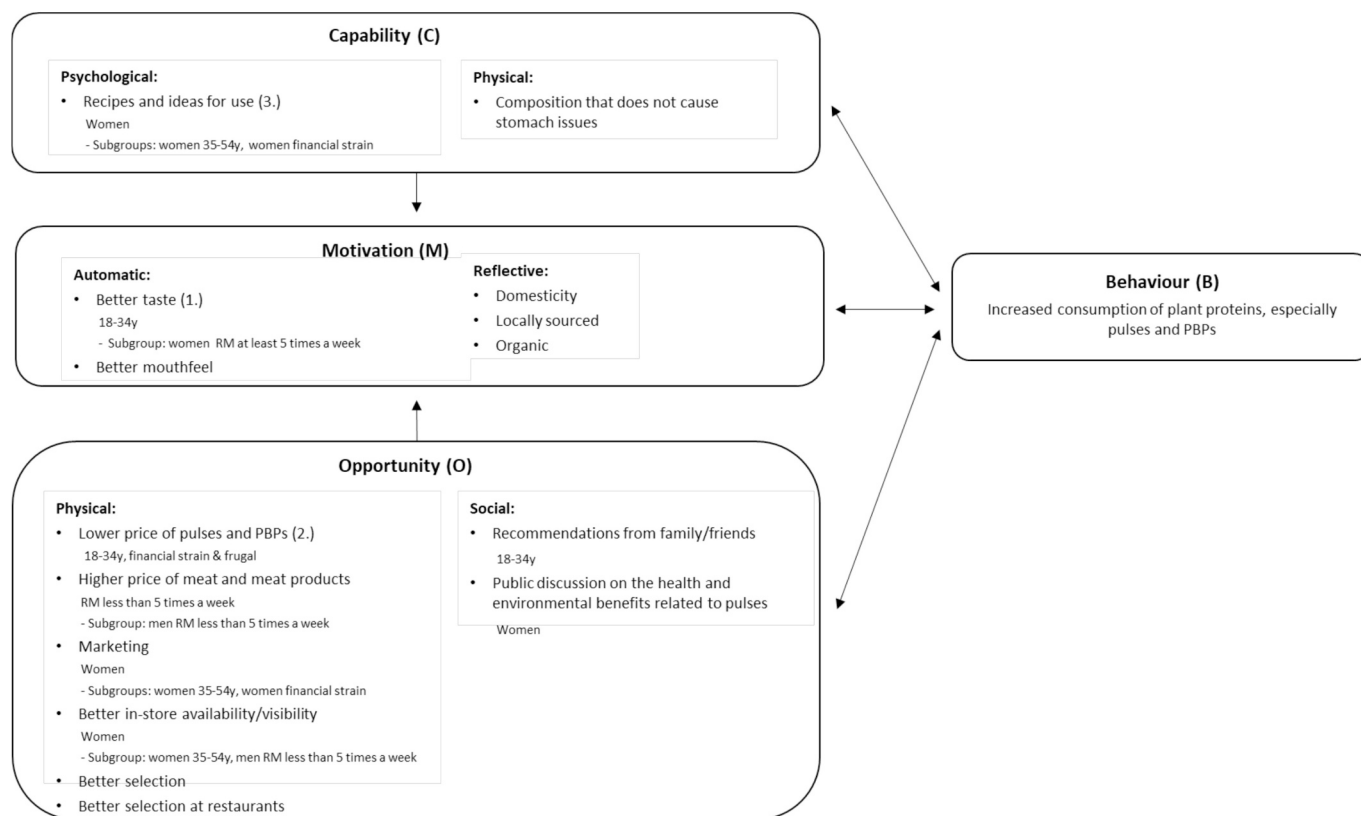 Capability (C)
Psychological:
• Recipes and ideas for use (3.)
Women
- Subgroups: women 35-54y, women financial strain
Physical:
• Composition that does not cause
stomach issues
Motivation (M)
Automatic:
• Better taste (1.)
18-34y
- Subgroup: women RM at least 5 times a week
• Better mouthfeel
Reflective:
• Domesticity
• Locally sourced
• Organic
Behaviour (B)
Increased consumption of plant proteins, especially
pulses and PBPs
Opportunity (O)
Physical:
• Lower price of pulses and PBPs (2.)
18-34y, financial strain & frugal
• Higher price of meat and meat products
RM less than 5 times a week
- Subgroup: men RM less than 5 times a week
• Marketing
Women
- Subgroups: women 35-54y, women financial strain
• Better in-store availability/visibility
Women
- Subgroup: women 35-54y, men RM less than 5 times a week
• Better selection
• Better selection at restaurants
Social:
• Recommendations from family/friends
18-34y
• Public discussion on the health and
environmental benefits related to pulses
Women